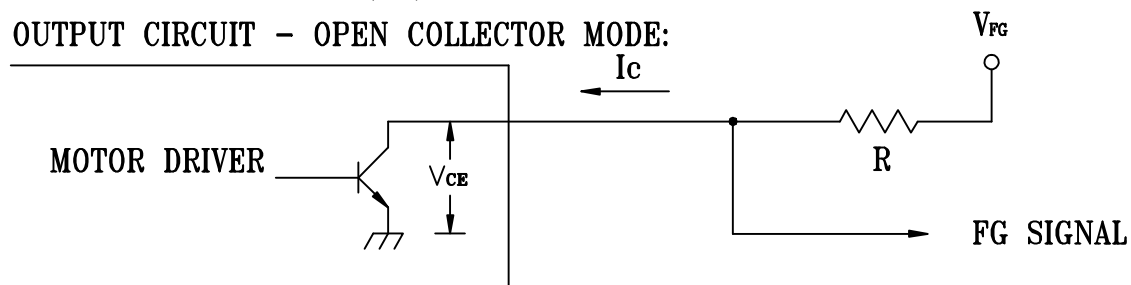 OUTPUT CIRCUIT - OPEN COLLECTOR MODE:
VFG
Ic
MOTOR DRIVER
VCE
R
FG SIGNAL